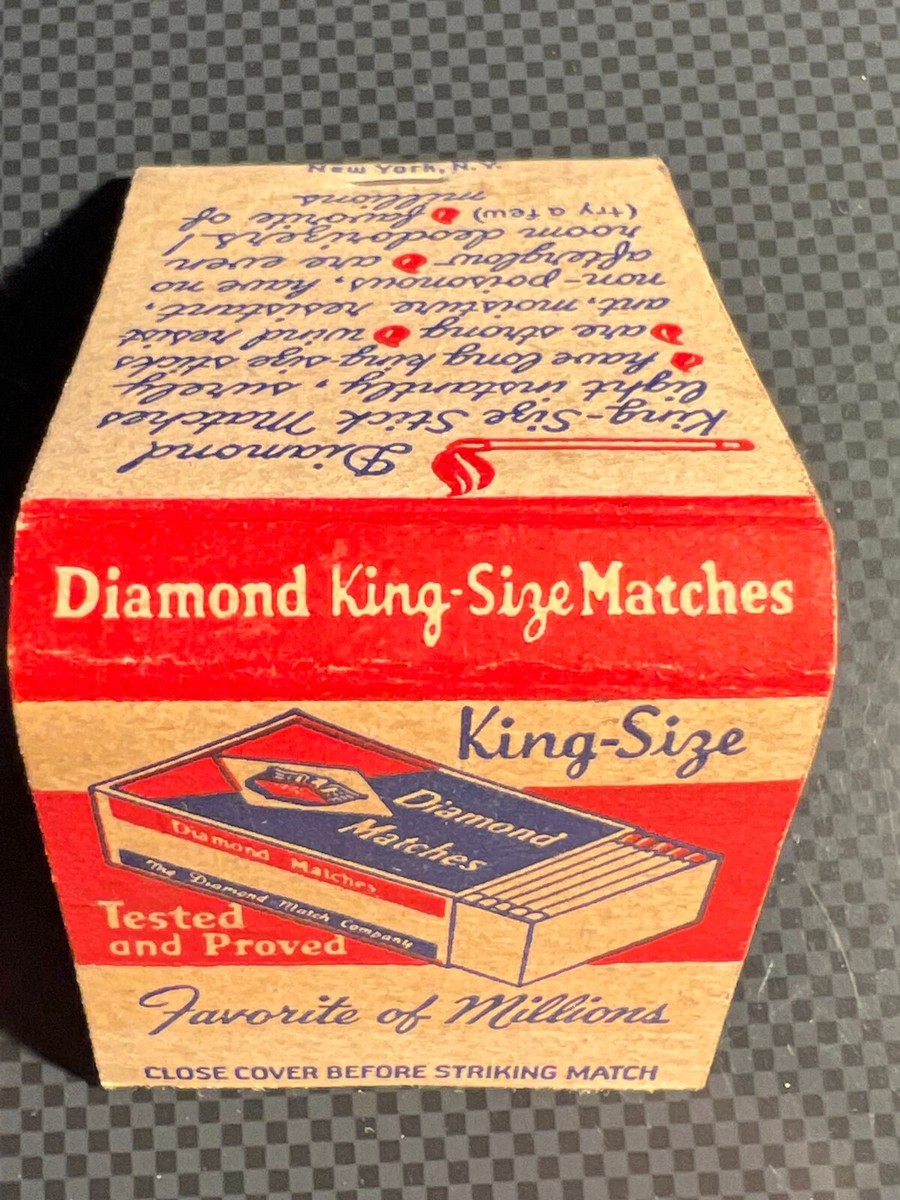 New York, N.Y.
Diamond
King-Size Stick Matches
light instantly, surely
have long king-size sticks
are strong wind resist
ant, moisture resistant,
non-poisonous, have no
afterglow are even
room deodorizers!
(try a few) favorite of
millions
Diamond King-Size Matches
King-Size
Diamond
Matches
Diamond Matches
The Diamond Match Company
Tested
and Proved
Favorite of Millions
CLOSE COVER BEFORE STRIKING MATCH